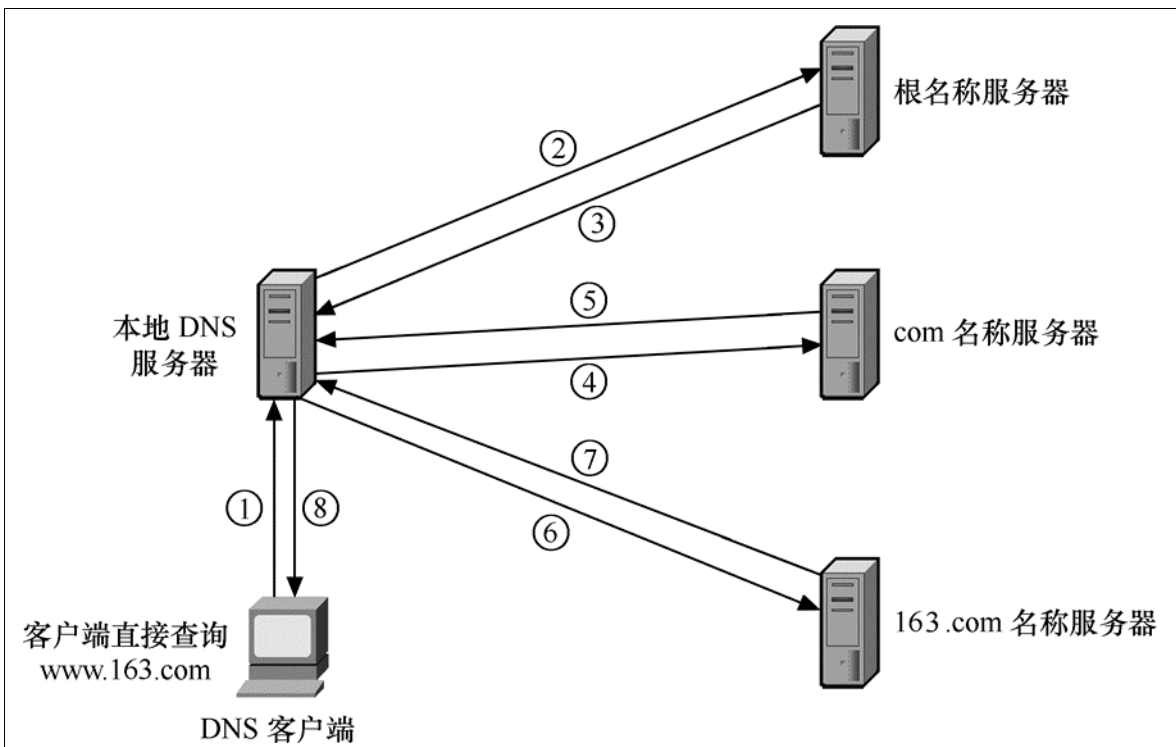 根名称服务器
②
③
本地 DNS
服务器
⑤
com 名称服务器
④
⑦
①
⑧
⑥
163.com 名称服务器
客户端直接查询
www.163.com
DNS 客户端